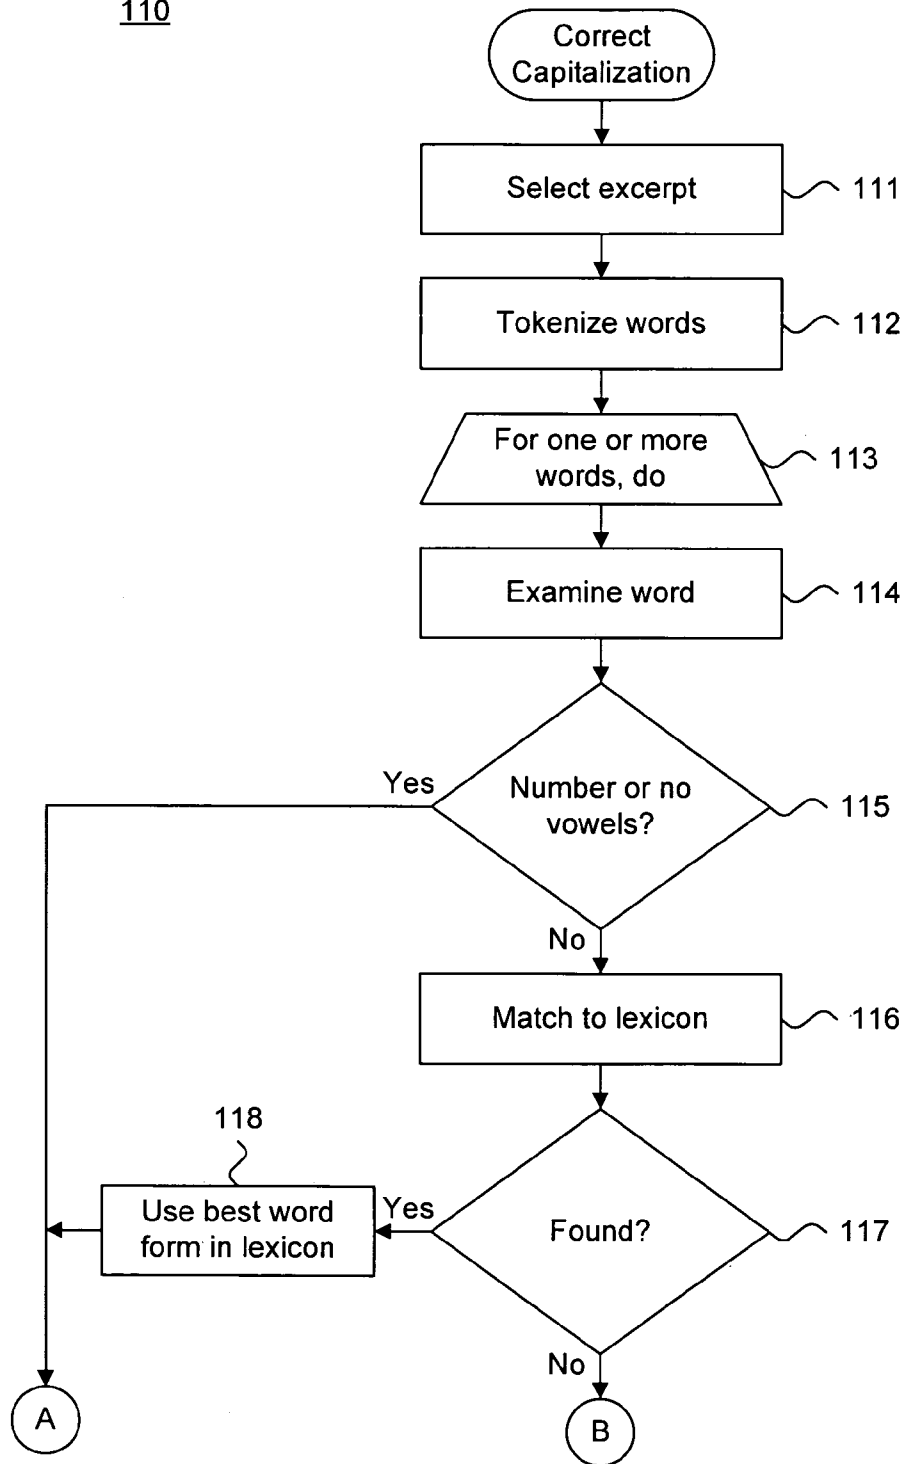 110
Correct
Capitalization
Select excerpt
111
Tokenize words
112
For one or more
words, do
113
Examine word
114
Yes
Number or no
vowels?
115
No
Match to lexicon
116
118
Use best word
form in lexicon
Yes
Found?
117
No
A
B